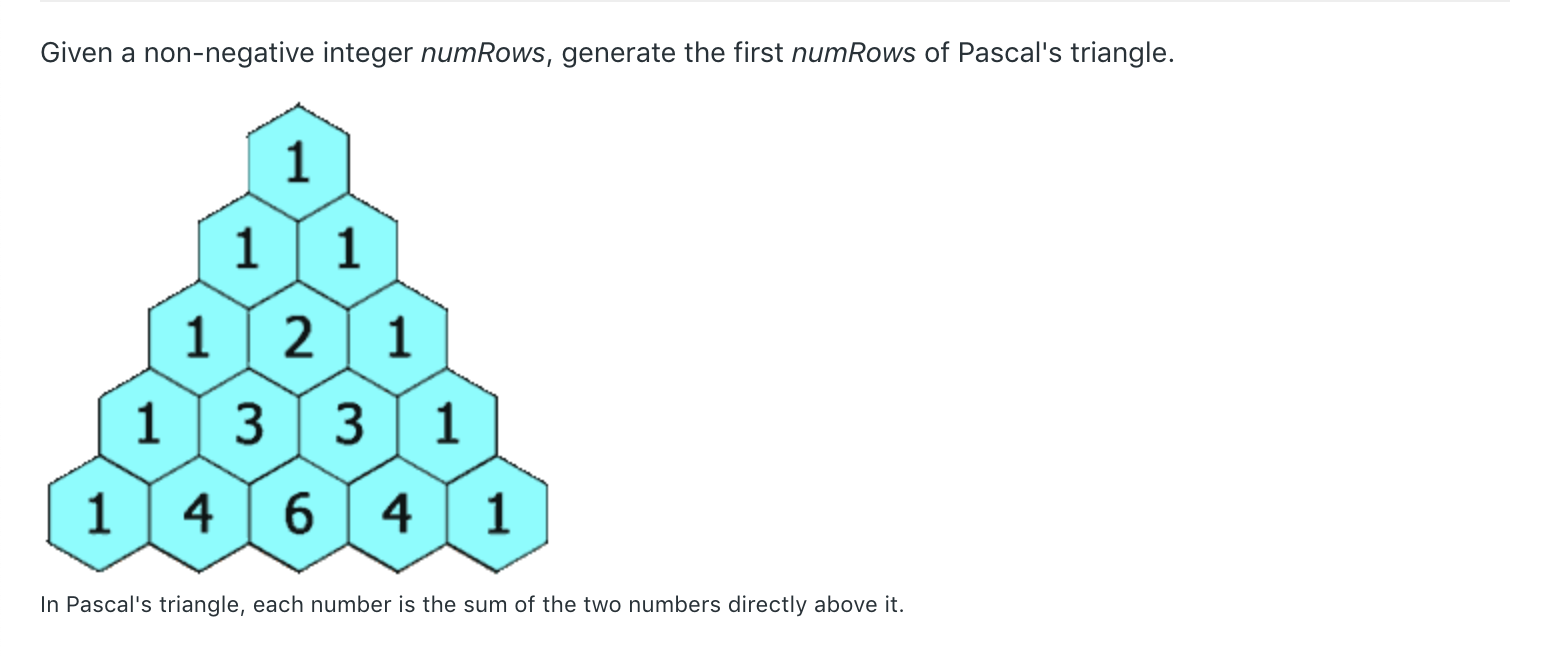 Given a non-negative integer numRows, generate the first numRows of Pascal's triangle.
1
1 1
1 2 1
1 3 3 1
1 4 6 4 1
In Pascal's triangle, each number is the sum of the two numbers directly above it.